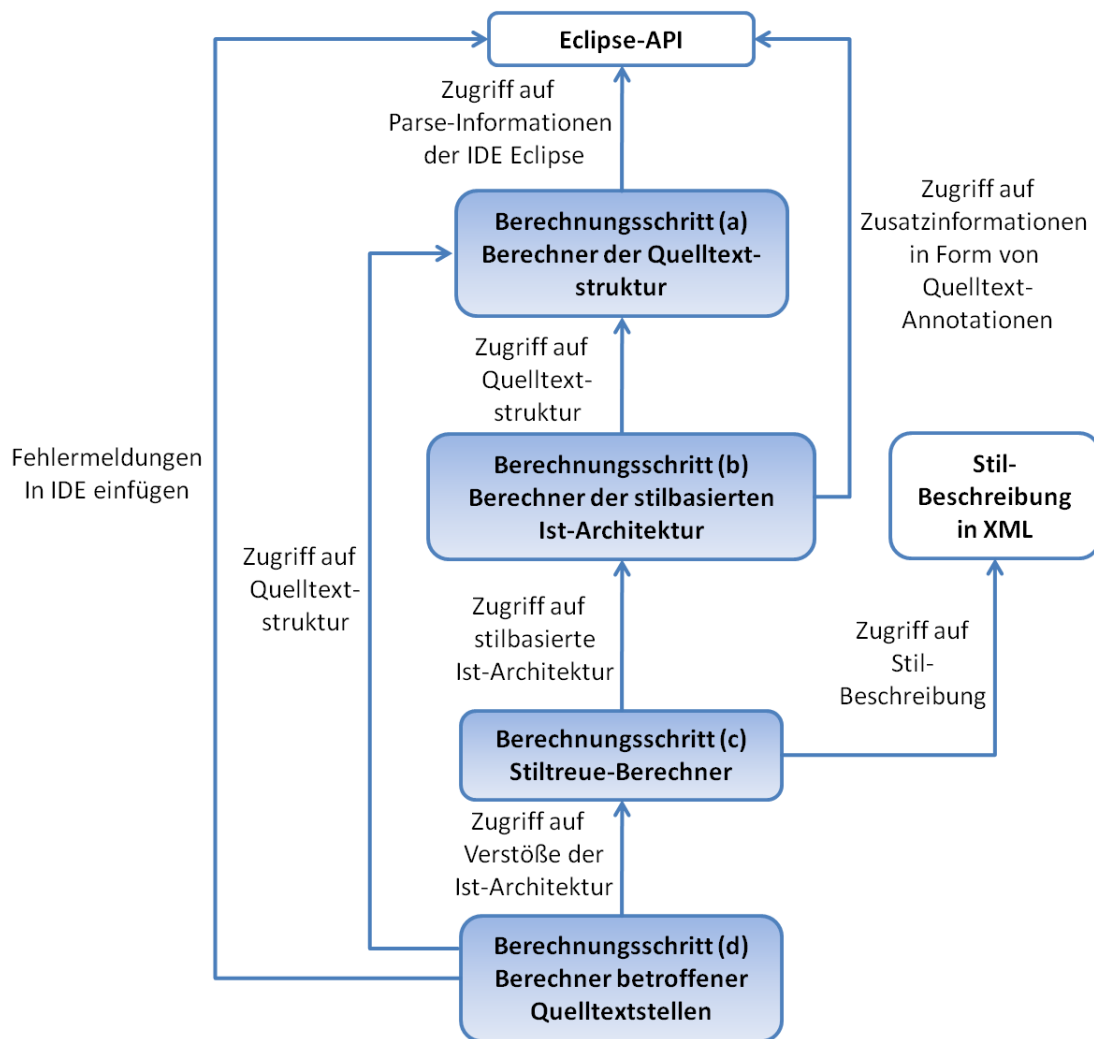 Eclipse-API
Zugriff auf
Parse-Informationen
der IDE Eclipse
Berechnungsschritt (a)
Berechner der Quelltext-
struktur
Zugriff auf
Zusatzinformationen
in Form von
Quelltext-
Annotationen
Zugriff auf
Quelltext-
struktur
Fehlermeldungen
In IDE einfügen
Berechnungsschritt (b)
Berechner der stilbasierten
Ist-Architektur
Stil-
Beschreibung
in XML
Zugriff auf
Quelltext-
struktur
Zugriff auf
stilbasierte
Ist-Architektur
Zugriff auf
Stil-
Beschreibung
Berechnungsschritt (c)
Stiltreue-Berechner
Zugriff auf
Verstöße der
Ist-Architektur
Berechnungsschritt (d)
Berechner betroffener
Quelltextstellen